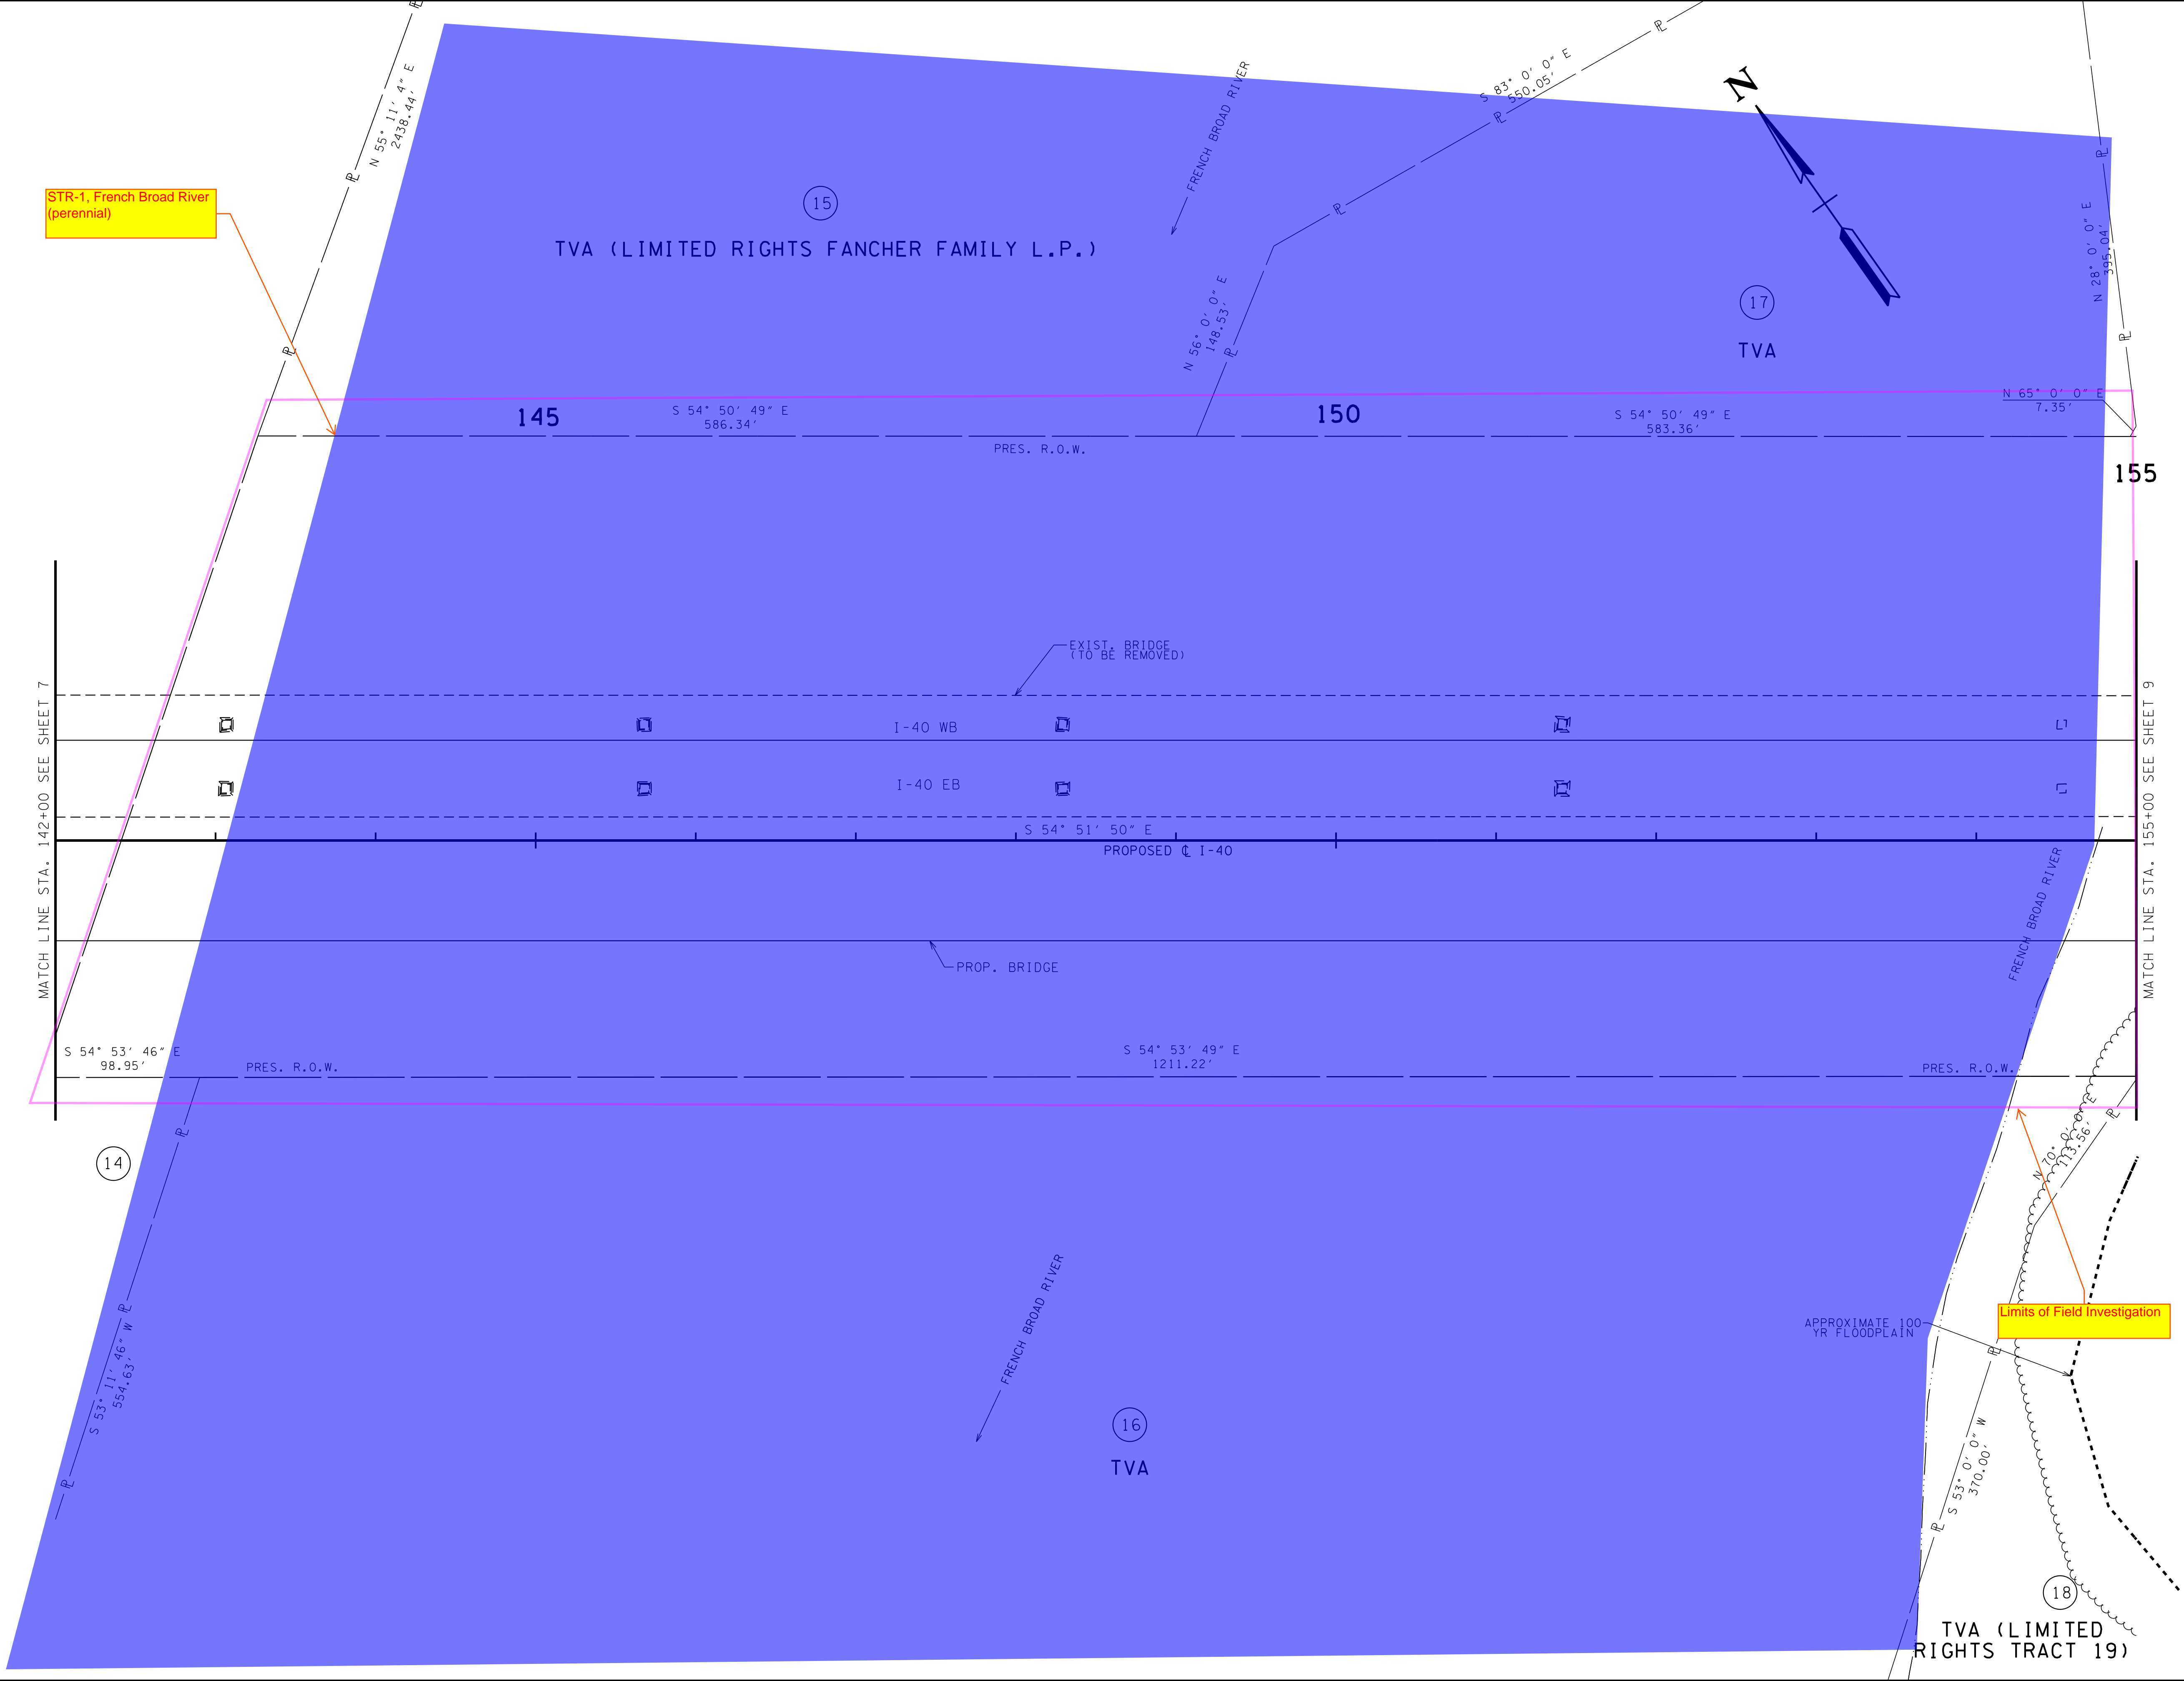 N 55° 11' 4" E
2438.44'
FRENCH BROAD RIVER
S 83° 0' 0" E
550.05'
N
STR-1, French Broad River
(perennial)
15
TVA (LIMITED RIGHTS FANCHER FAMILY L.P.)
N 28° 0' 0" E
395.04'
17
TVA
N 56° 0' 0" E
148.53'
145
S 54° 50' 49" E
586.34'
150
S 54° 50' 49" E
583.36'
N 65° 0' 0" E
7.35'
PRES. R.O.W.
155
EXIST. BRIDGE
(TO BE REMOVED)
I-40 WB
I-40 EB
MATCH LINE STA. 142+00 SEE SHEET 7
MATCH LINE STA. 155+00 SEE SHEET 9
S 54° 51' 50" E
PROPOSED ℄ I-40
FRENCH BROAD RIVER
PROP. BRIDGE
S 54° 53' 46" E
98.95'
PRES. R.O.W.
S 54° 53' 49" E
1211.22'
PRES. R.O.W.
14
N 70° 0' 0" E
113.56'
Limits of Field Investigation
APPROXIMATE 100
YR FLOODPLAIN
FRENCH BROAD RIVER
S 53° 11' 46" W
554.63'
16
TVA
S 53° 0' 0" W
370.00'
18
TVA (LIMITED
RIGHTS TRACT 19)